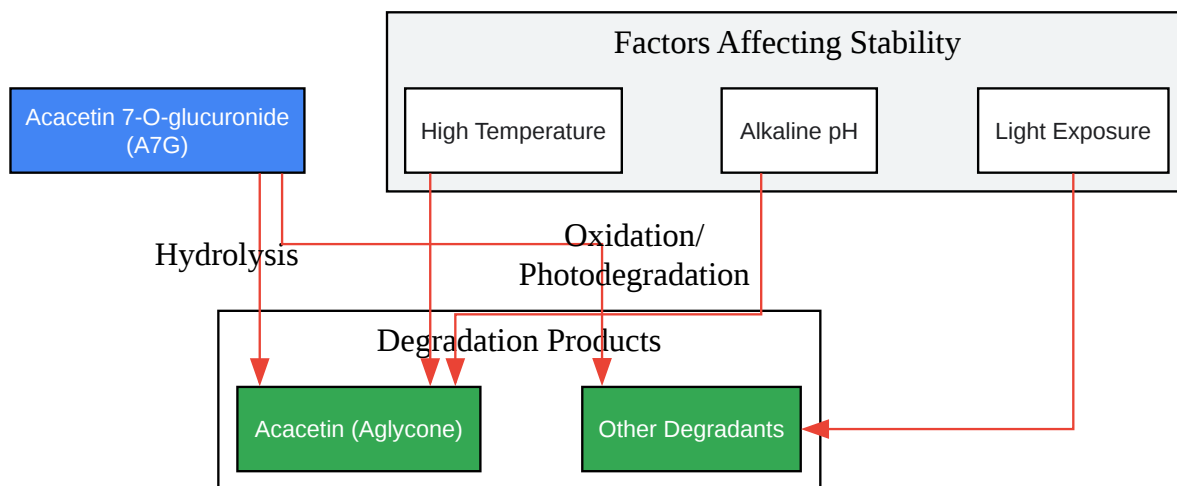 Factors Affecting Stability
Acacetin 7-O-glucuronide
(A7G)
High Temperature
Alkaline pH
Light Exposure
Hydrolysis
Oxidation/
Photodegradation
Degradation Products
Acacetin (Aglycone)
Other Degradants